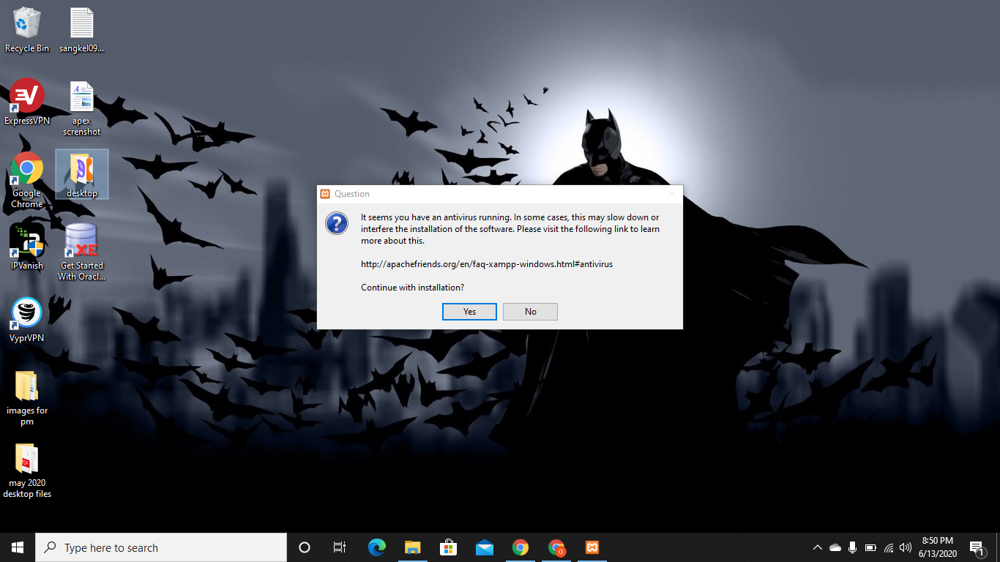 Recycle Bin
sangkel09...
ExpressVPN
apex
screnshot
Google
Chrome
desktop
IPVanish
Get Started
With Oracl...
XE
VyprVPN
images for
pm
PDF
may 2020
desktop files
Question
It seems you have an antivirus running. In some cases, this may slow down or
interfere the installation of the software. Please visit the following link to learn
more about this.
http://apachefriends.org/en/faq-xampp-windows.html#antivirus
Continue with installation?
Yes
No
Type here to search
8:50 PM
6/13/2020
1